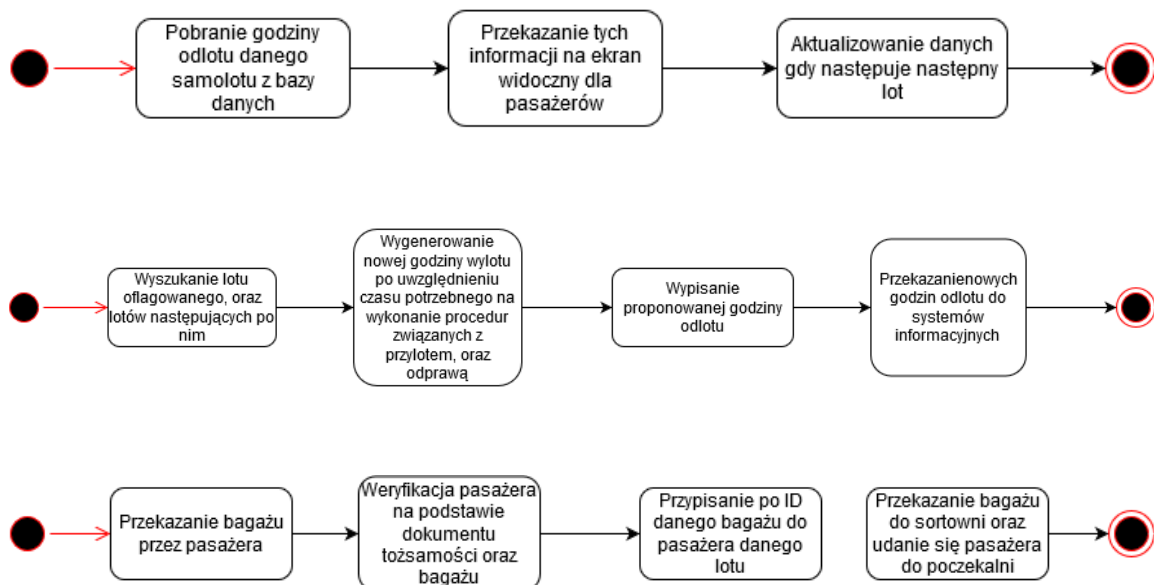 Pobranie godziny
odlotu danego
samolotu z bazy
danych
Przekazanie tych
informacji na ekran
widoczny dla
pasażerów
Aktualizowanie danych
gdy następuje następny
lot
Wyszukanie lotu
oflagowanego, oraz
lotów następujących po
nim
Wygenerowanie
nowej godziny wylotu
po uwzględnieniu
czasu potrzebnego na
wykonanie procedur
związanych z
przylotem, oraz
odprawą
Wypisanie
proponowanej godziny
odlotu
Przekazanienowych
godzin odlotu do
systemów
informacyjnych
Przekazanie bagażu
przez pasażera
Weryfikacja pasażera
na podstawie
dokumentu
tożsamości oraz
bagażu
Przypisanie po ID
danego bagażu do
pasażera danego
lotu
Przekazanie bagażu
do sortowni oraz
udanie się pasażera
do poczekalni